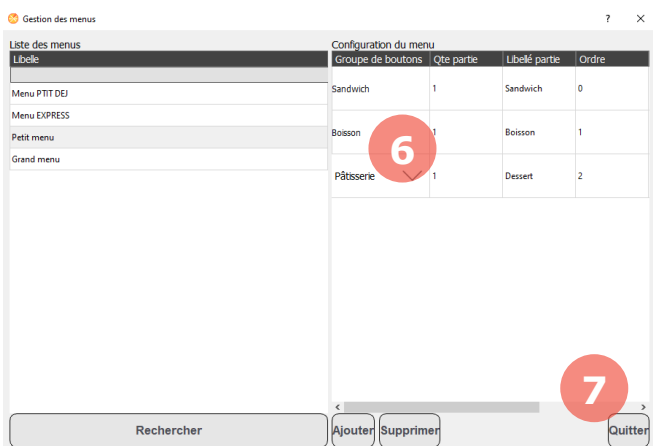 Gestion des menus
? ×
Liste des menus
Libelle
Menu PTIT DEJ
Menu EXPRESS
Petit menu
Grand menu
Rechercher
Configuration du menu
Groupe de boutons Qte partie Libellé partie Ordre
Sandwich 1 Sandwich 0
Boisson 1 Boisson 1
Pâtisserie 1 Dessert 2
6
7
Ajouter Supprimer Quitter